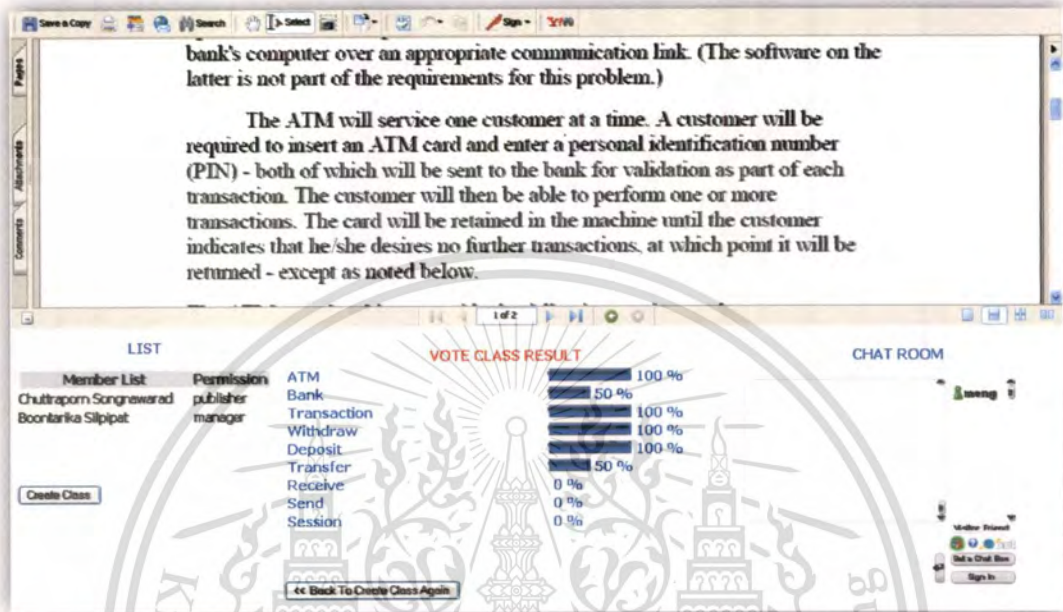 Save a Copy Search Select Sign
Pages
Attachments
Comments
bank's computer over an appropriate communication link. (The software on the
latter is not part of the requirements for this problem.)
The ATM will service one customer at a time. A customer will be
required to insert an ATM card and enter a personal identification number
(PIN) - both of which will be sent to the bank for validation as part of each
transaction. The customer will then be able to perform one or more
transactions. The card will be retained in the machine until the customer
indicates that he/she desires no further transactions, at which point it will be
returned - except as noted below.
1 of 2
LIST
Member List Permission
Chuttraporn Songnawarad publisher
Boontarika Silpipat manager
Create Class
VOTE CLASS RESULT
ATM 100 %
Bank 50 %
Transaction 100 %
Withdraw 100 %
Deposit 100 %
Transfer 50 %
Receive 0 %
Send 0 %
Session 0 %
<< Back To Create Class Again
CHAT ROOM
meng
Get a Chat Box
Sign In